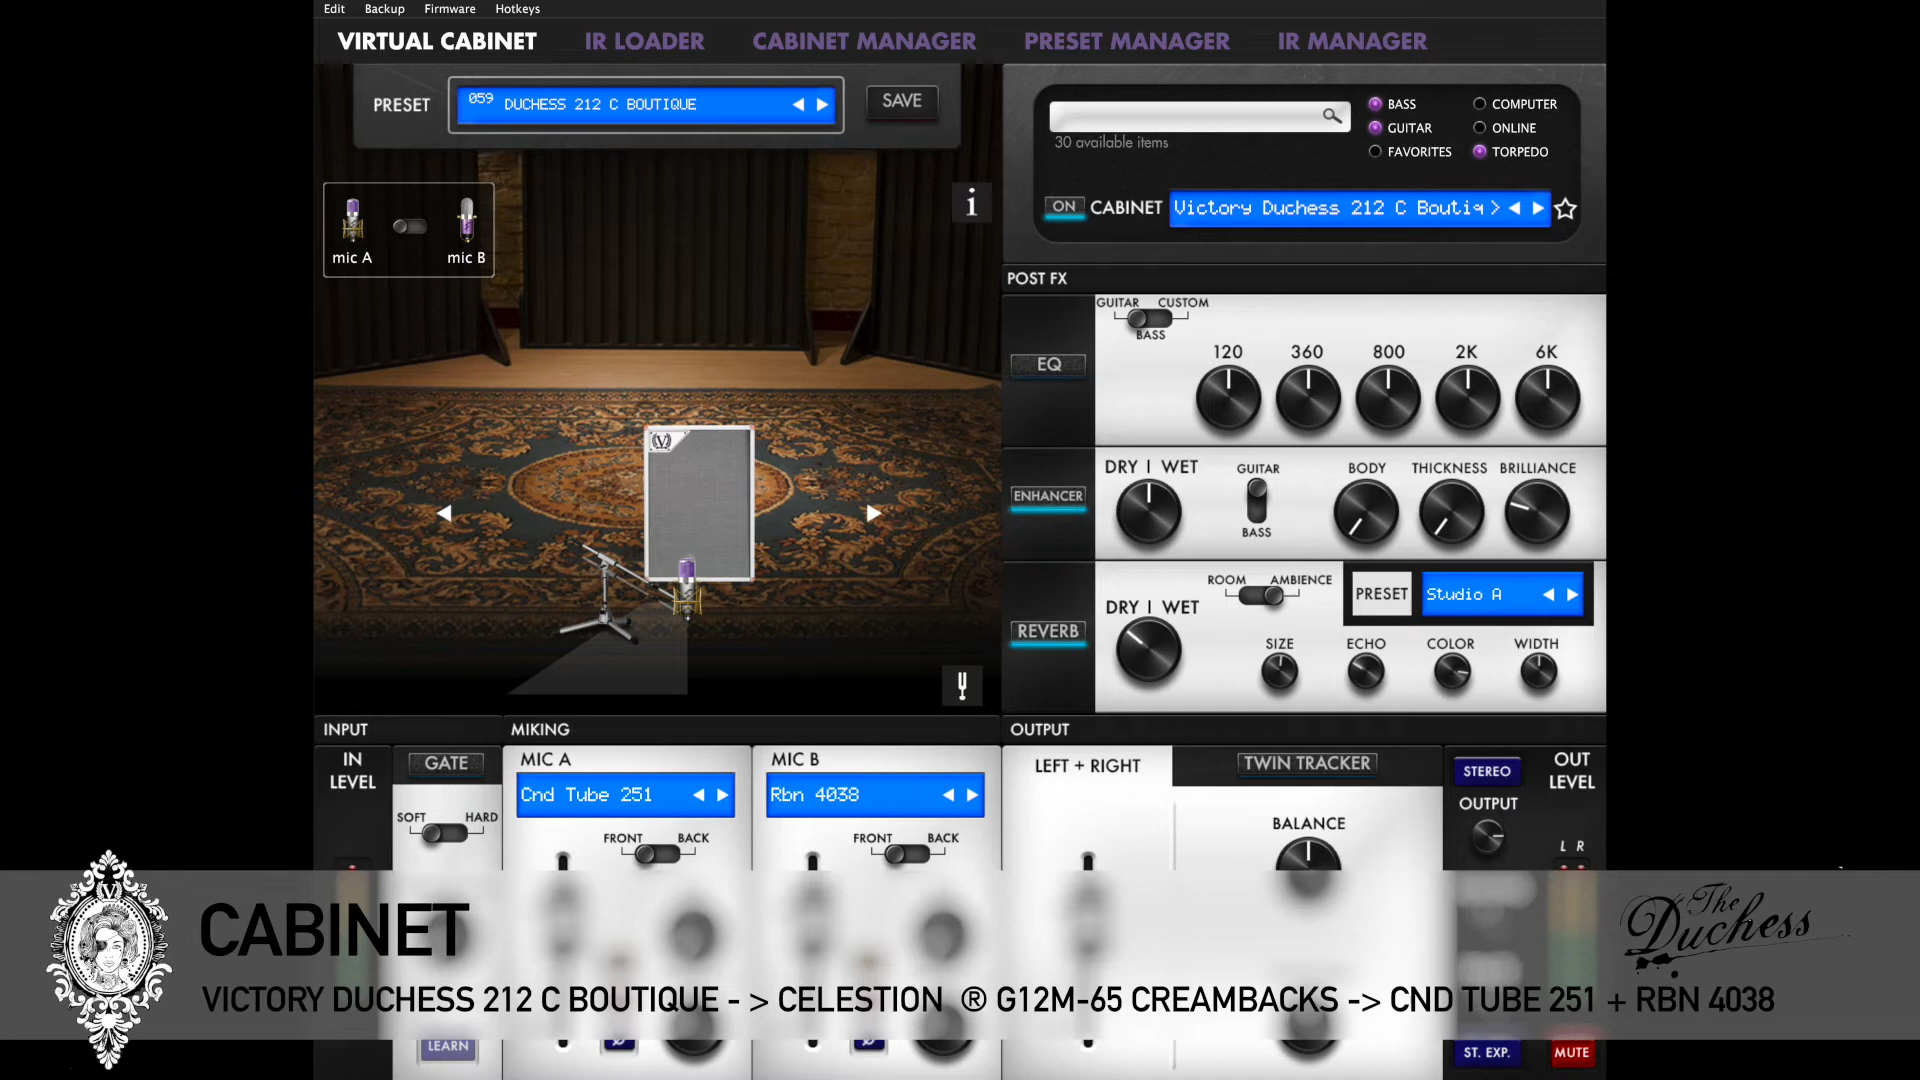 Edit Backup Firmware Hotkeys
VIRTUAL CABINET IR LOADER CABINET MANAGER PRESET MANAGER IR MANAGER
PRESET 059 DUCHESS 212 C BOUTIQUE SAVE
mic A mic B
i
30 available items
BASS COMPUTER
GUITAR ONLINE
FAVORITES TORPEDO
ON CABINET Victory Duchess 212 C Boutiq >
POST FX
GUITAR CUSTOM
BASS
EQ
120 360 800 2K 6K
ENHANCER
DRY | WET
GUITAR
BASS
BODY THICKNESS BRILLIANCE
REVERB
DRY | WET
ROOM AMBIENCE
PRESET Studio A
SIZE ECHO COLOR WIDTH
V
INPUT MIKING OUTPUT
IN LEVEL
GATE
SOFT HARD
LEARN
MIC A
Cnd Tube 251
FRONT BACK
MIC B
Rbn 4038
FRONT BACK
Ø Ø
LEFT + RIGHT
TWIN TRACKER
BALANCE
STEREO
OUTPUT
OUT LEVEL
L R
ST. EXP. MUTE
V
CABINET
The Duchess
VICTORY DUCHESS 212 C BOUTIQUE - > CELESTION ® G12M-65 CREAMBACKS -> CND TUBE 251 + RBN 4038